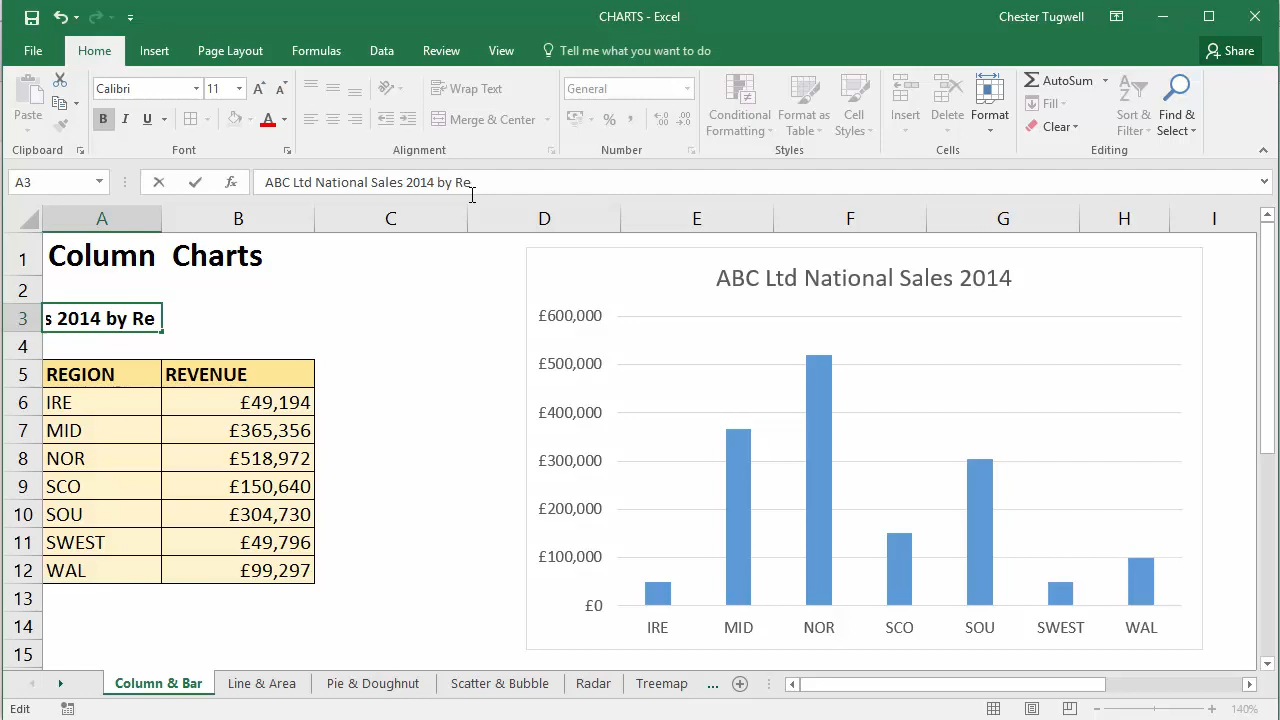 CHARTS - Excel
Chester Tugwell
File Home Insert Page Layout Formulas Data Review View Tell me what you want to do Share
Calibri 11 Wrap Text General AutoSum
Paste Conditional Formatting Format as Table Cell Styles Insert Delete Format Fill Sort & Filter Find & Select
B I U A Merge & Center % Clear
Clipboard Font Alignment Number Styles Cells Editing
A3 fx ABC Ltd National Sales 2014 by Re
A B C D E F G H I
1 Column Charts
2
3 s 2014 by Re
4
5 REGION REVENUE
6 IRE £49,194
7 MID £365,356
8 NOR £518,972
9 SCO £150,640
10 SOU £304,730
11 SWEST £49,796
12 WAL £99,297
13
14
15
ABC Ltd National Sales 2014
£600,000
£500,000
£400,000
£300,000
£200,000
£100,000
£0
IRE MID NOR SCO SOU SWEST WAL
Column & Bar Line & Area Pie & Doughnut Scatter & Bubble Radar Treemap ...
Edit 140%